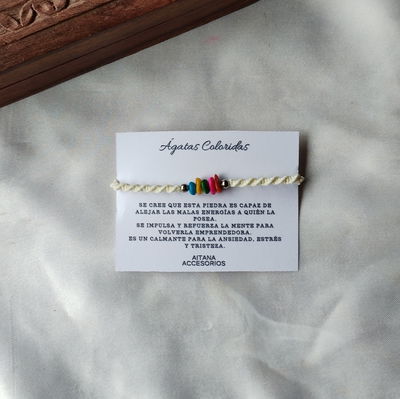 Ágatas Coloridas
SE CREE QUE ESTA PIEDRA ES CAPAZ DE
ALEJAR LAS MALAS ENERGÍAS A QUIÉN LA
POSEA.
SE IMPULSA Y REFUERZA LA MENTE PARA
VOLVERLA EMPRENDEDORA.
ES UN CALMANTE PARA LA ANSIEDAD, ESTRÉS
Y TRISTEZA.
AITANA
ACCESORIOS